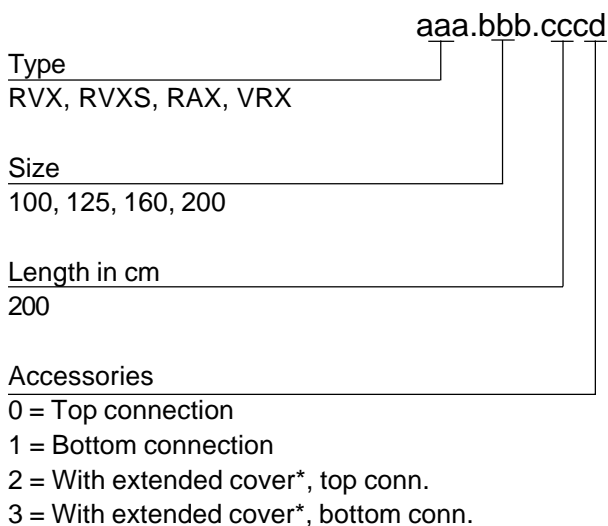 aaa.bbb.cccd
Type
RVX, RVXS, RAX, VRX
Size
100, 125, 160, 200
Length in cm
200
Accessories
0 = Top connection
1 = Bottom connection
2 = With extended cover*, top conn.
3 = With extended cover*, bottom conn.